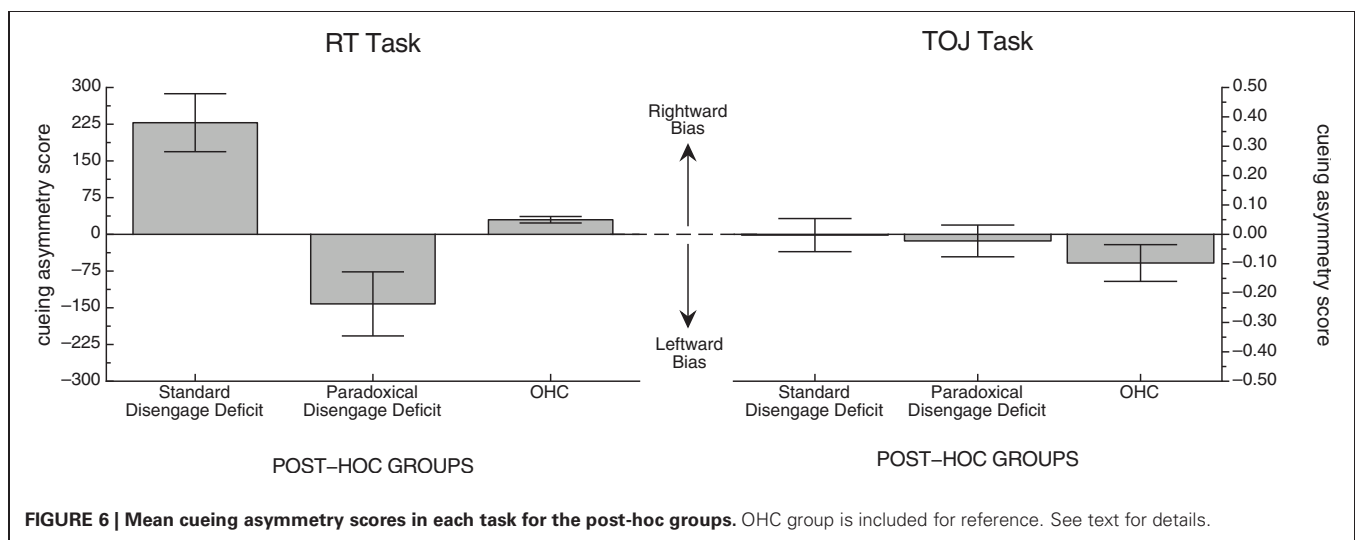 RT Task
TOJ Task
cueing asymmetry score
300
225
150
75
0
−75
−150
−225
−300
Standard
Disengage Deficit
Paradoxical
Disengage Deficit
OHC
POST−HOC GROUPS
Rightward
Bias
Leftward
Bias
0.50
0.40
0.30
0.20
0.10
0.00
−0.10
−0.20
−0.30
−0.40
−0.50
cueing asymmetry score
Standard
Disengage Deficit
Paradoxical
Disengage Deficit
OHC
POST−HOC GROUPS
FIGURE 6 | Mean cueing asymmetry scores in each task for the post-hoc groups. OHC group is included for reference. See text for details.